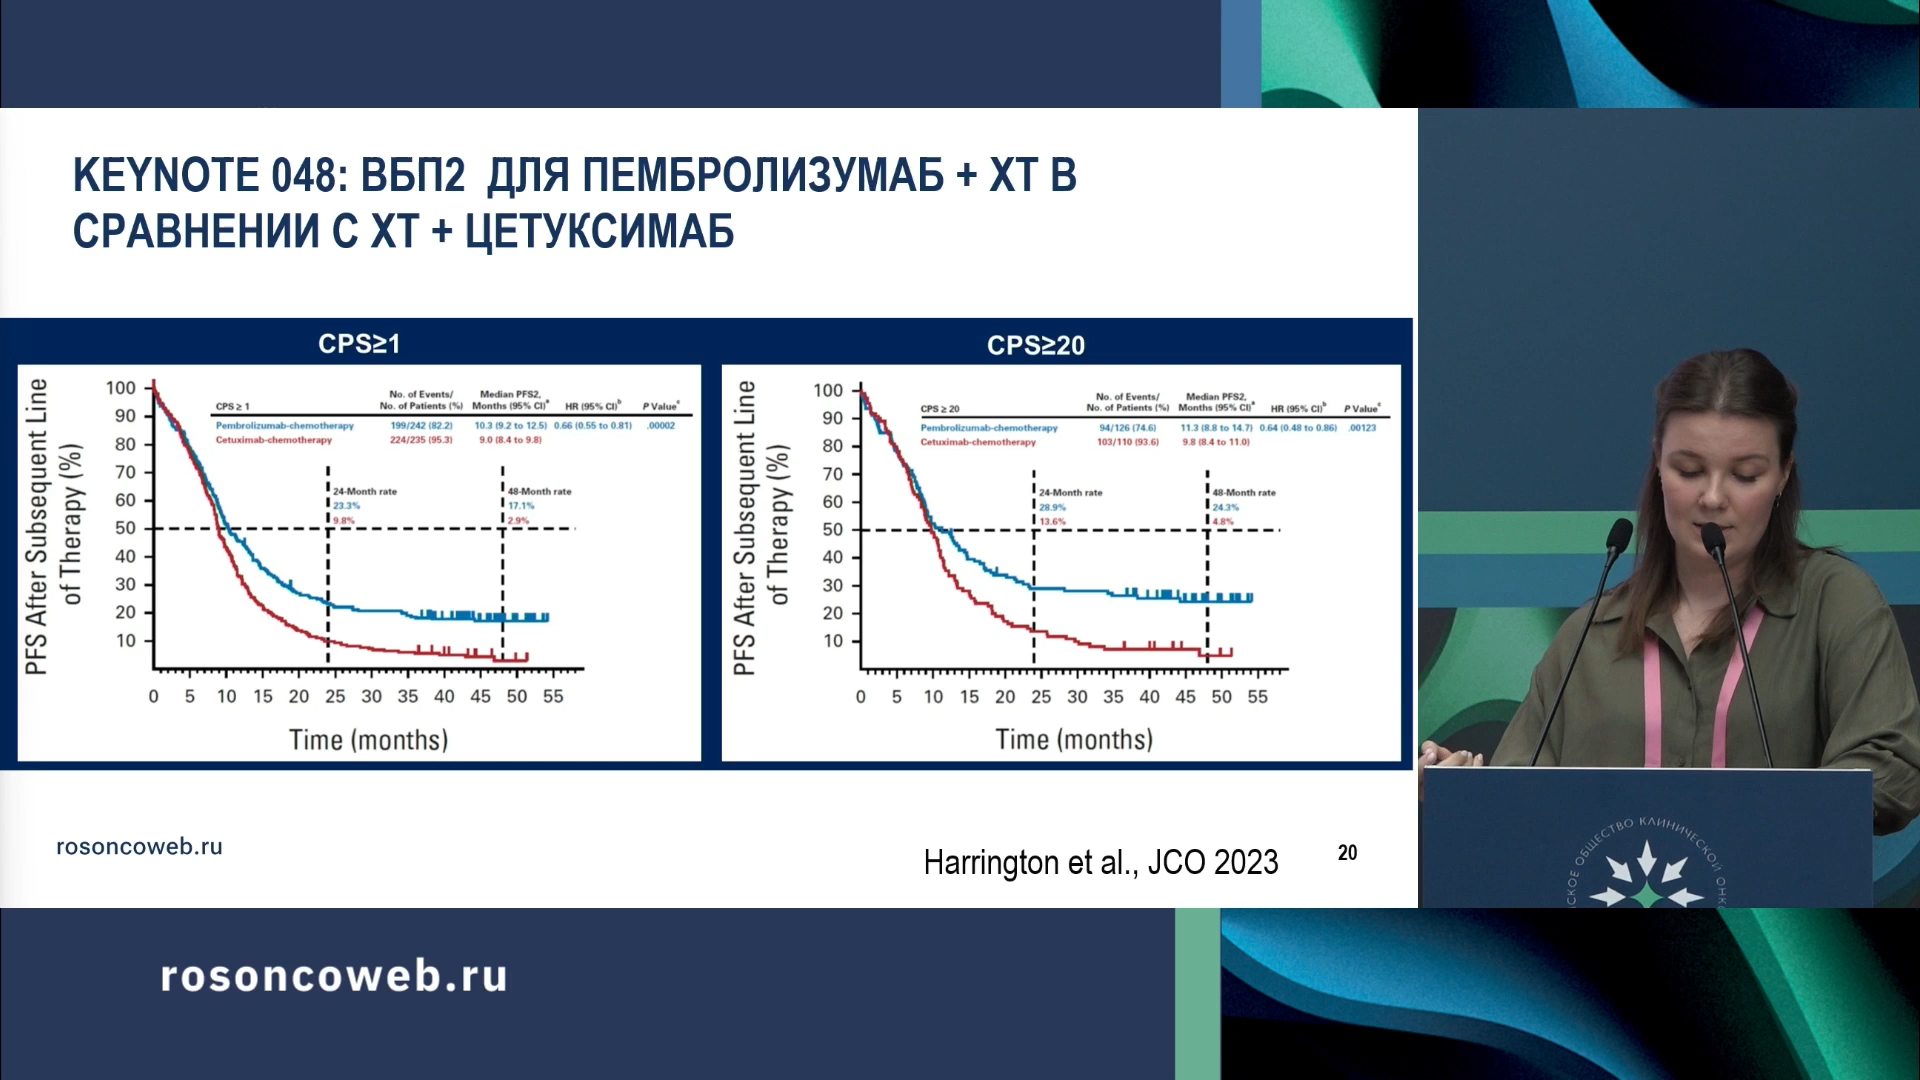 KEYNOTE 048: ВБП2 ДЛЯ ПЕМБРОЛИЗУМАБ + ХТ В
СРАВНЕНИИ С ХТ + ЦЕТУКСИМАБ
CPS≥1
PFS After Subsequent Line
of Therapy (%)
100
90
80
70
60
50
40
30
20
10
CPS ≥ 1
No. of Events/
No. of Patients (%)
Median PFS2,
Months (95% CI)a
HR (95% CI)b
P Valuec
Pembrolizumab-chemotherapy 199/242 (82.2) 10.3 (9.2 to 12.5) 0.66 (0.55 to 0.81) .00002
Cetuximab-chemotherapy 224/235 (95.3) 9.0 (8.4 to 9.8)
24-Month rate
23.3%
9.8%
48-Month rate
17.1%
2.9%
0 5 10 15 20 25 30 35 40 45 50 55
Time (months)
CPS≥20
PFS After Subsequent Line
of Therapy (%)
100
90
80
70
60
50
40
30
20
10
CPS ≥ 20
No. of Events/
No. of Patients (%)
Median PFS2,
Months (95% CI)a
HR (95% CI)b
P Valuec
Pembrolizumab-chemotherapy 94/126 (74.6) 11.3 (8.8 to 14.7) 0.64 (0.48 to 0.86) .00123
Cetuximab-chemotherapy 103/110 (93.6) 9.8 (8.4 to 11.0)
24-Month rate
28.9%
13.6%
48-Month rate
24.3%
4.8%
0 5 10 15 20 25 30 35 40 45 50 55
Time (months)
rosoncoweb.ru
Harrington et al., JCO 2023
20
ОБЩЕСТВО КЛИНИЧЕСКОЙ
rosoncoweb.ru